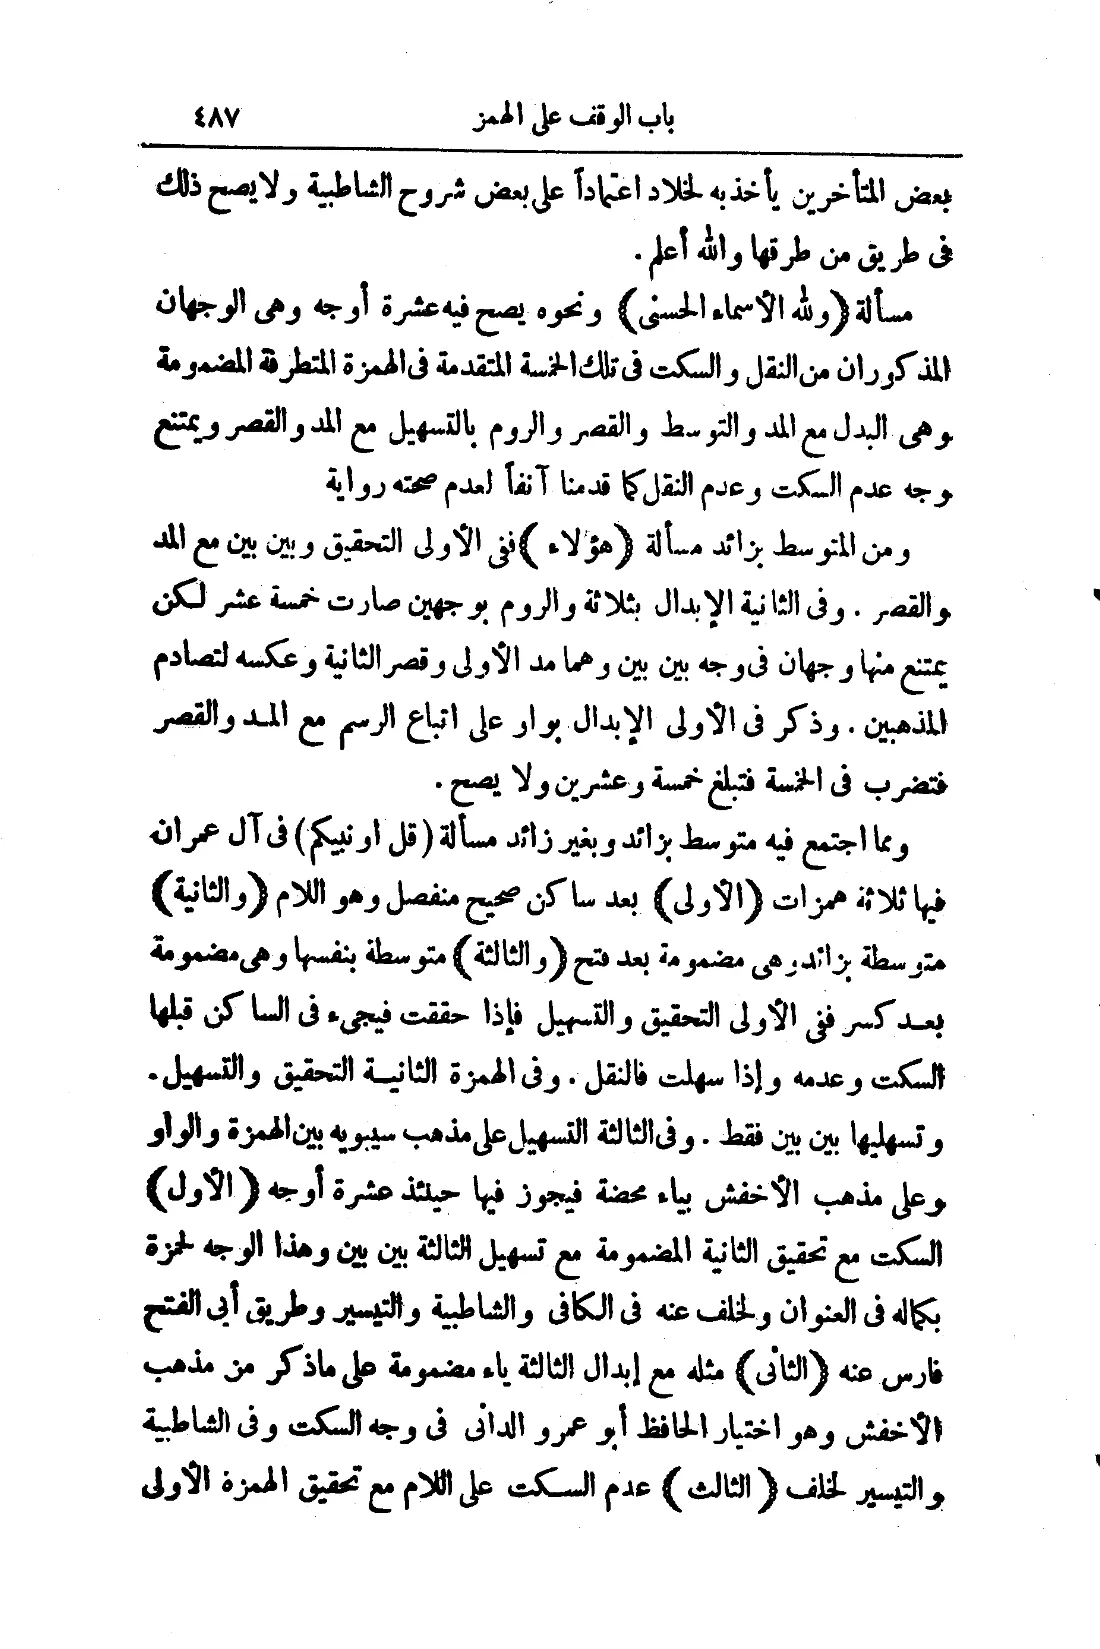 باب الوقف على الهمز ٤٨٧
بعض المتأخرين يأخذ به لخلاد اعتماداً على بعض شروح الشاطبية ولا يصح ذلك
فى طريق من طرقها والله أعلم .
مسألة (ولله الأسماء الحسنى) ونحوه يصح فيه عشرة أوجه وهى الوجهان
المذكوران من النقل والسكت فى تلك الخمسة المتقدمة فى الهمزة المتطرفة المضمومة
وهى البدل مع المد والتوسط والقصر والروم بالتسهيل مع المد والقصر ويمتنع
وجه عدم السكت وعدم النقل كما قدمنا آنفاً لعدم صحته رواية
ومن المتوسط بزائد مسألة (هؤلاء) ففى الأولى التحقيق وبين بين مع المد
والقصر . وفى الثانية الإبدال بثلاثة والروم بوجهين صارت خمسة عشر لكن
يمتنع منها وجهان فى وجه بين بين وهما مد الأولى وقصر الثانية وعكسه لتصادم
المذهبين . وذكر فى الأولى الإبدال بواو على اتباع الرسم مع المد والقصر
فتضرب فى الخمسة فتبلغ خمسة وعشرين ولا يصح .
ومما اجتمع فيه متوسط بزائد وبغير زائد مسألة (قل اونبيكم) فى آل عمران
فيها ثلاثة همزات (الأولى) بعد ساكن صحيح منفصل وهو اللام (والثانية)
متوسطة بزائد وهى مضمومة بعد فتح (والثالثة) متوسطة بنفسها وهى مضمومة
بعد كسر ففى الأولى التحقيق والتسهيل فإذا حققت فيجىء فى الساكن قبلها
السكت وعدمه وإذا سهلت فالنقل . وفى الهمزة الثانية التحقيق والتسهيل .
وتسهيلها بين بين فقط . وفى الثالثة التسهيل على مذهب سيبويه بين الهمزة والواو
وعلى مذهب الأخفش بياء محضة فيجوز فيها حينئذ عشرة أوجه (الأول)
السكت مع تحقيق الثانية المضمومة مع تسهيل الثالثة بين بين وهذا الوجه لحمزة
بكماله فى العنوان ولخلف عنه فى الكافى والشاطبية والتيسير وطريق أبى الفتح
فارس عنه (الثانى) مثله مع إبدال الثالثة ياء مضمومة على ماذكر من مذهب
الأخفش وهو اختيار الحافظ أبو عمرو الدانى فى وجه السكت وفى الشاطبية
والتيسير لخلف (الثالث) عدم السكت على اللام مع تحقيق الهمزة الأولى